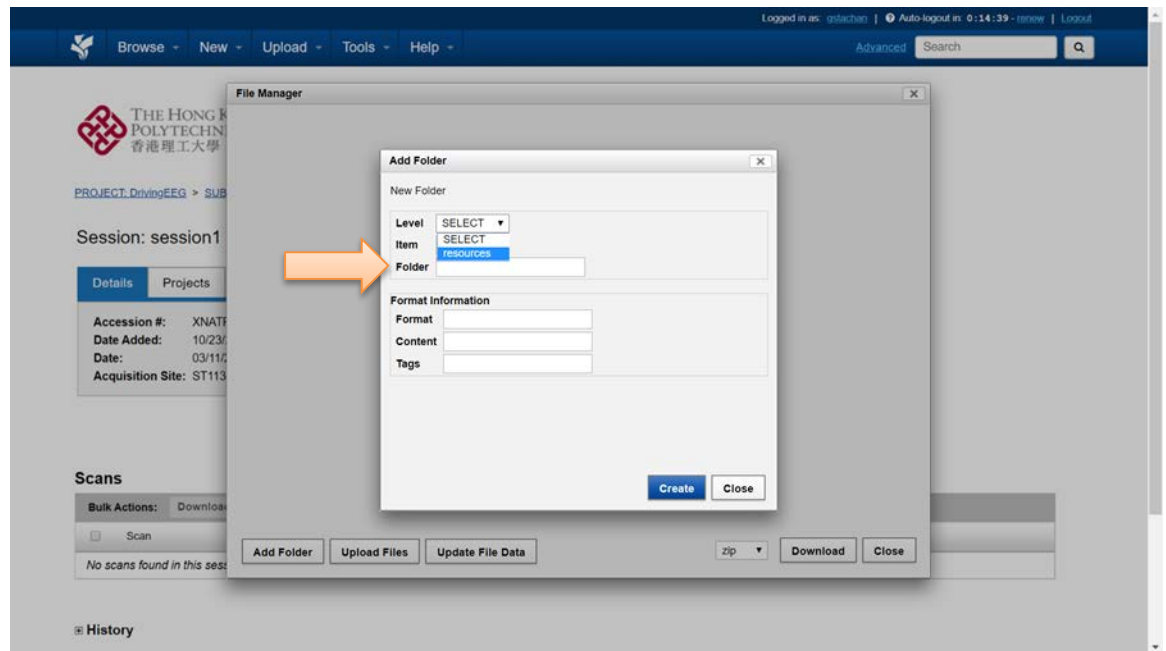 Logged in as: gstachan | Auto-logout in: 0:14:39 - renew | Logout
Browse New Upload Tools Help Advanced Search
File Manager
THE HONG K
POLYTECHN
香港理工大學
Add Folder
New Folder
PROJECT: DrivingEEG > SUB
Level SELECT
SELECT
Session: session1
Item
resources
Folder
Details Projects
Format Information
Accession #: XNAT
Format
Date Added: 10/23/
Content
Date: 03/11/2
Tags
Acquisition Site: ST113
Scans
Create Close
Bulk Actions: Downloa
Scan
Add Folder Upload Files Update File Data zip Download Close
No scans found in this sess
History